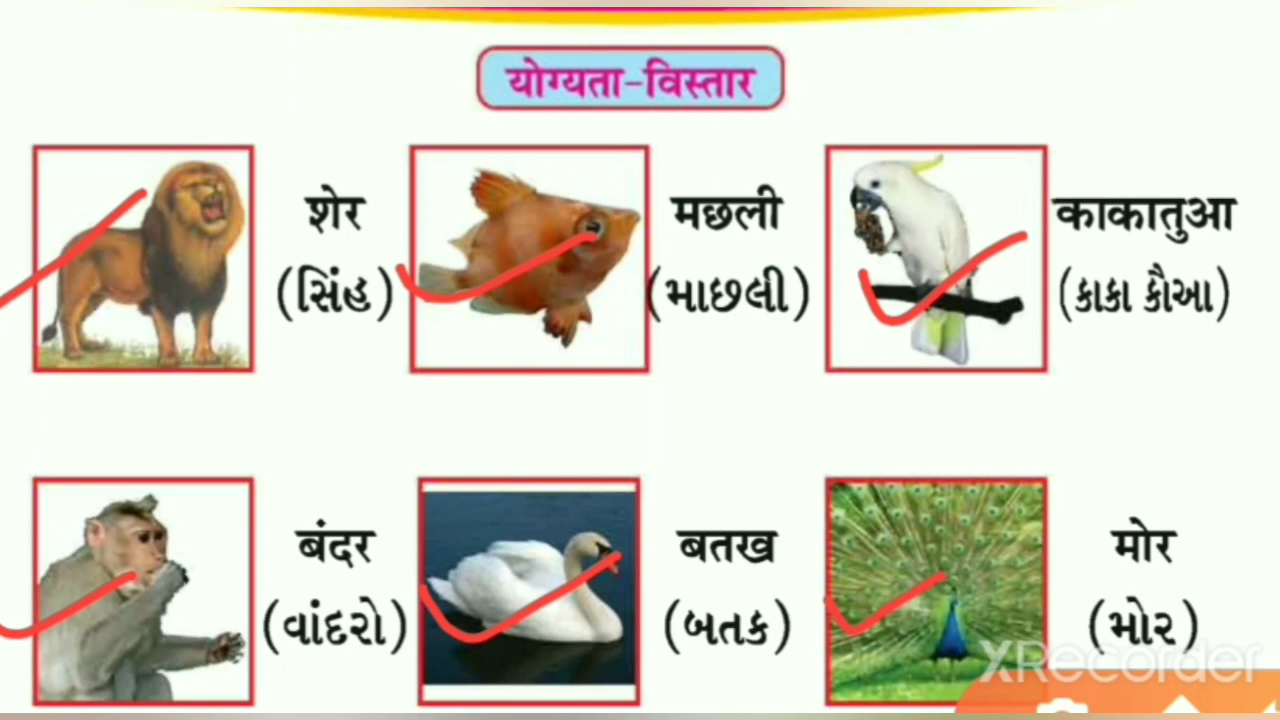 योग्यता-विस्तार
शेर
(સિંહ)
मछली
(માછલી)
काकातुआ
(કાકા કૌઆ)
बंदर
(વાંદરો)
बतख
(બતક)
मोर
(મોર)
XRecorder